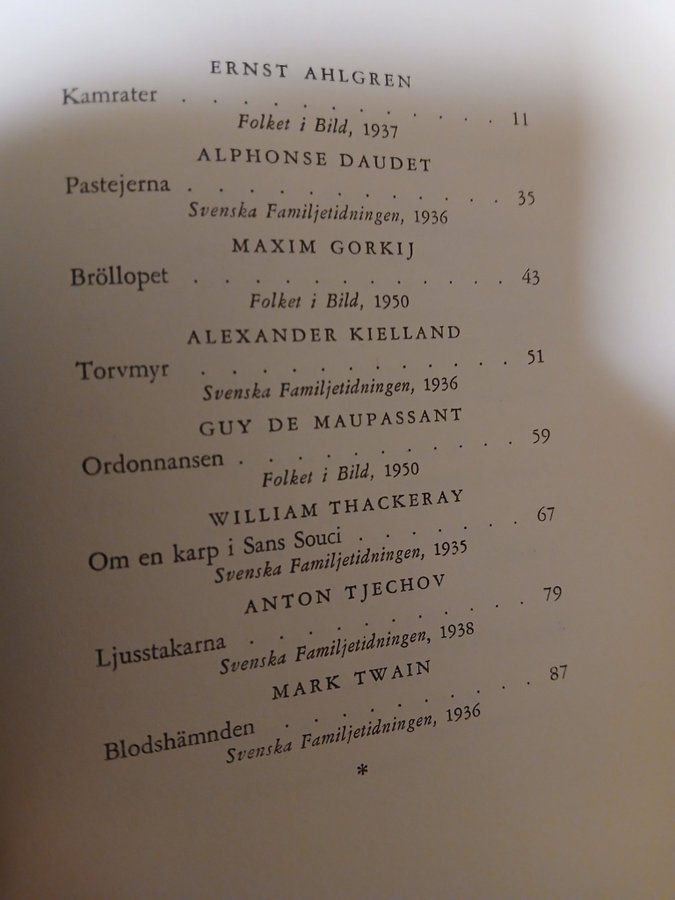 ERNST AHLGREN
Kamrater . . . . . . . . . . . 11
Folket i Bild, 1937
ALPHONSE DAUDET
Pastejerna . . . . . . . . . . . 35
Svenska Familjetidningen, 1936
MAXIM GORKIJ
Bröllopet . . . . . . . . . . . 43
Folket i Bild, 1950
ALEXANDER KIELLAND
Torvmyr . . . . . . . . . . . 51
Svenska Familjetidningen, 1936
GUY DE MAUPASSANT
Ordonnansen . . . . . . . . . . 59
Folket i Bild, 1950
WILLIAM THACKERAY
Om en karp i Sans Souci . . . . . . 67
Svenska Familjetidningen, 1935
ANTON TJECHOV
Ljusstakarna . . . . . . . . . . 79
Svenska Familjetidningen, 1938
MARK TWAIN
Blodshämnden . . . . . . . . . 87
Svenska Familjetidningen, 1936
*